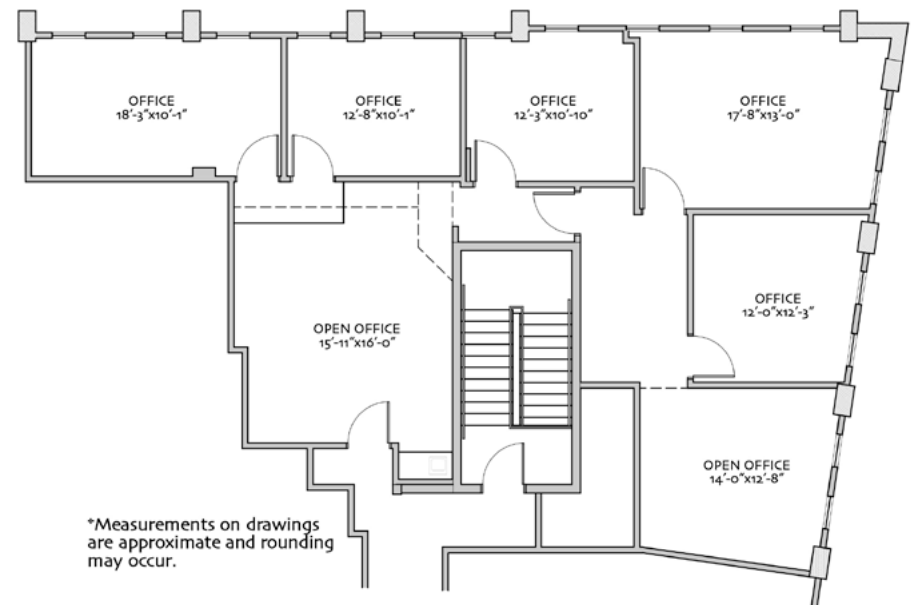 OFFICE
18'-3"x10'-1"
OFFICE
12'-8"x10'-1"
OFFICE
12'-3"x10'-10"
OFFICE
17'-8"x13'-0"
OFFICE
12'-0"x12'-3"
OPEN OFFICE
15'-11"x16'-0"
OPEN OFFICE
14'-0"x12'-8"
*Measurements on drawings
are approximate and rounding
may occur.